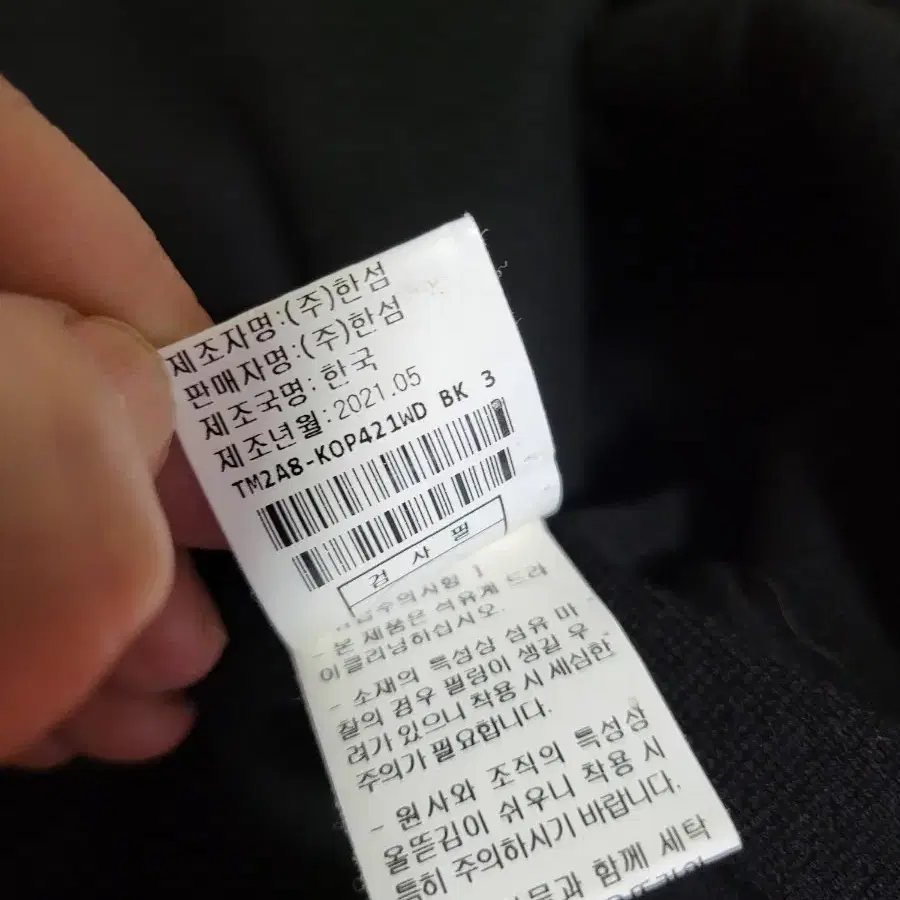 제조자명:(주)한섬
판매자명:(주)한섬
제조국명: 한국
제조년월:2021.05
TM2A8-KOP421WD BK 3
검 사 필
본 제품은 석유계 드라
이클리닝하십시오.
- 소재의 특성상 섬유 마
찰의 경우 필링이 생길 우
려가 있으니 착용 시 세심한
주의가 필요합니다.
- 원사와 조직의 특성상
올뜯김이 쉬우니 착용 시
특히 주의하시기 바랍니다.
함께 세탁